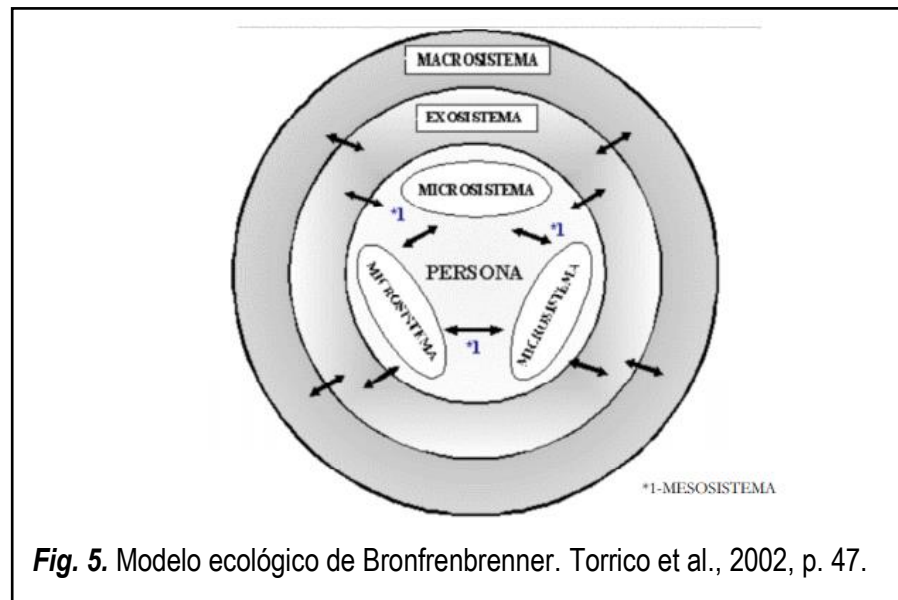 MACROSISTEMA
EXOSISTEMA
MICROSISTEMA
*1
*1
PERSONA
MICROSISTEMA
MICROSISTEMA
*1
*1-MESOSISTEMA
Fig. 5. Modelo ecológico de Bronfrenbrenner. Torrico et al., 2002, p. 47.